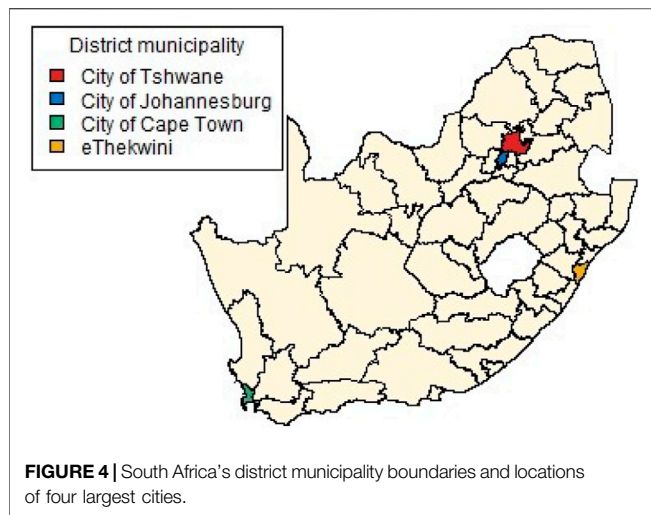 District municipality
City of Tshwane
City of Johannesburg
City of Cape Town
eThekwini
FIGURE 4 | South Africa's district municipality boundaries and locations
of four largest cities.